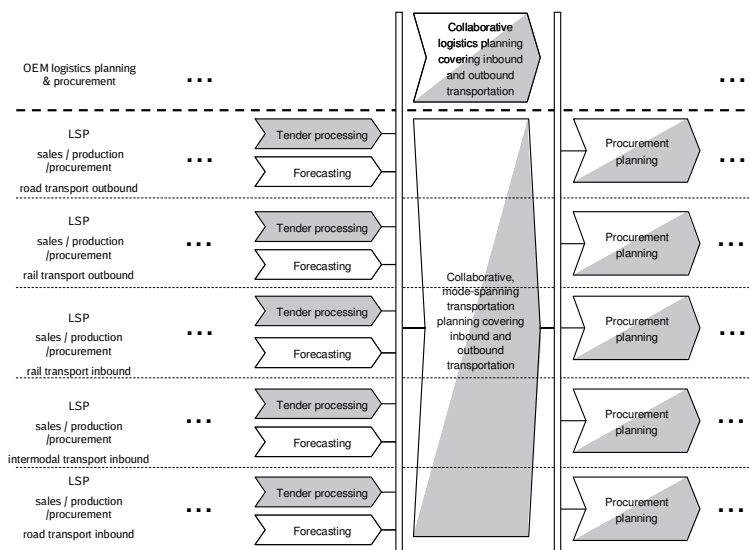 Collaborative
logistics planning
covering inbound
and outbound
transportation
OEM logistics planning
& procurement
...
...
LSP
sales / production
/procurement
road transport outbound
...
Tender processing
Forecasting
Procurement
planning
...
LSP
sales / production
/procurement
rail transport outbound
...
Tender processing
Forecasting
Procurement
planning
...
Collaborative,
mode-spanning
transportation
planning covering
inbound and
outbound
transportation
LSP
sales / production
/procurement
rail transport inbound
...
Tender processing
Forecasting
Procurement
planning
...
LSP
sales / production
/procurement
intermodal transport inbound
...
Tender processing
Forecasting
Procurement
planning
...
LSP
sales / production
/procurement
road transport inbound
...
Tender processing
Forecasting
Procurement
planning
...